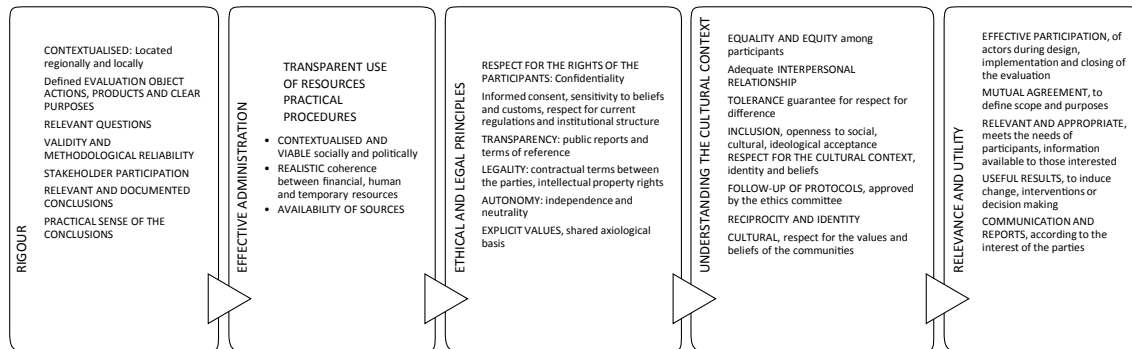 RIGOUR
CONTEXTUALISED: Located
regionally and locally
Defined EVALUATION OBJECT
ACTIONS, PRODUCTS AND CLEAR
PURPOSES
RELEVANT QUESTIONS
VALIDITY AND
METHODOLOGICAL RELIABILITY
STAKEHOLDER PARTICIPATION
RELEVANT AND DOCUMENTED
CONCLUSIONS
PRACTICAL SENSE OF THE
CONCLUSIONS
EFFECTIVE ADMINISTRATION
TRANSPARENT USE
OF RESOURCES
PRACTICAL
PROCEDURES
• CONTEXTUALISED AND
VIABLE socially and politically
• REALISTIC coherence
between financial, human
and temporary resources
• AVAILABILITY OF SOURCES
ETHICAL AND LEGAL PRINCIPLES
RESPECT FOR THE RIGHTS OF THE
PARTICIPANTS: Confidentiality
Informed consent, sensitivity to beliefs
and customs, respect for current
regulations and institutional structure
TRANSPARENCY: public reports and
terms of reference
LEGALITY: contractual terms between
the parties, intellectual property rights
AUTONOMY: independence and
neutrality
EXPLICIT VALUES, shared axiological
basis
UNDERSTANDING THE CULTURAL CONTEXT
EQUALITY AND EQUITY among
participants
Adequate INTERPERSONAL
RELATIONSHIP
TOLERANCE guarantee for respect for
difference
INCLUSION, openness to social,
cultural, ideological acceptance
RESPECT FOR THE CULTURAL CONTEXT,
identity and beliefs
FOLLOW-UP OF PROTOCOLS, approved
by the ethics committee
RECIPROCITY AND IDENTITY
CULTURAL, respect for the values and
beliefs of the communities
RELEVANCE AND UTILITY
EFFECTIVE PARTICIPATION, of
actors during design,
implementation and closing of
the evaluation
MUTUAL AGREEMENT, to
define scope and purposes
RELEVANT AND APPROPRIATE,
meets the needs of
participants, information
available to those interested
USEFUL RESULTS, to induce
change, interventions or
decision making
COMMUNICATION AND
REPORTS, according to the
interest of the parties